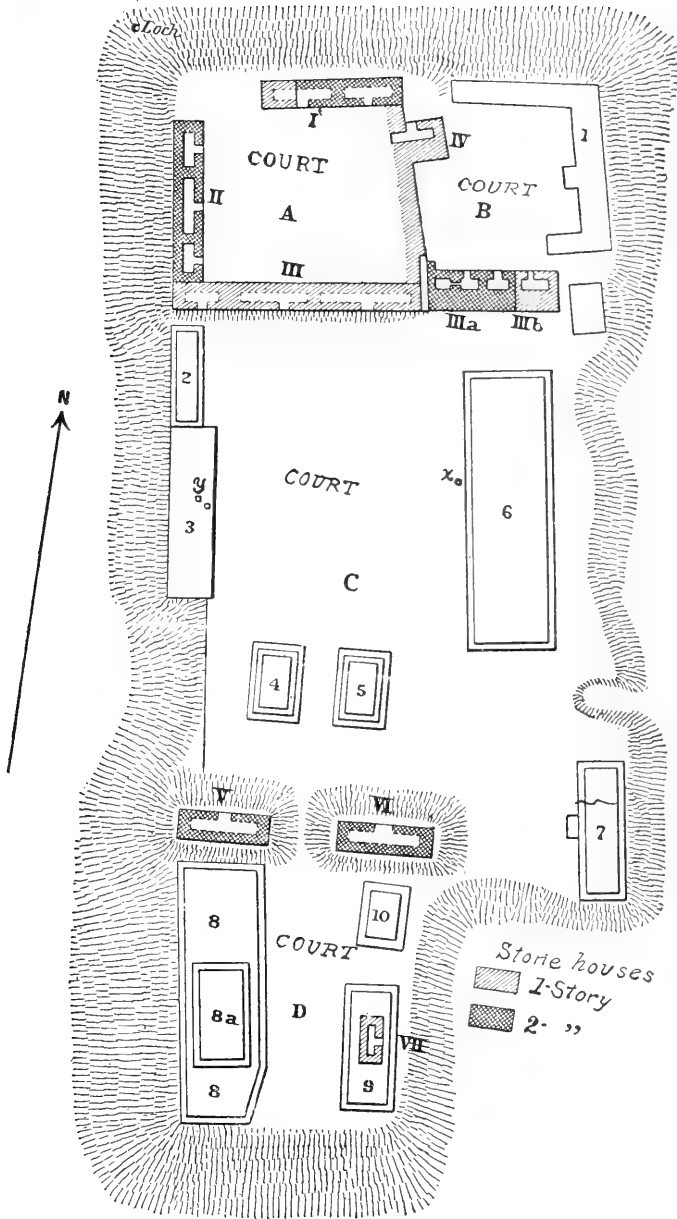 Loch
I
IV
1
COURT
COURT
II
A
B
III
IIIa
IIIb
2
N
COURT
y
x
3
6
C
4
5
V
VI
7
8
10
COURT
Stone houses
1-Story
2- „
8a
D
VII
8
9